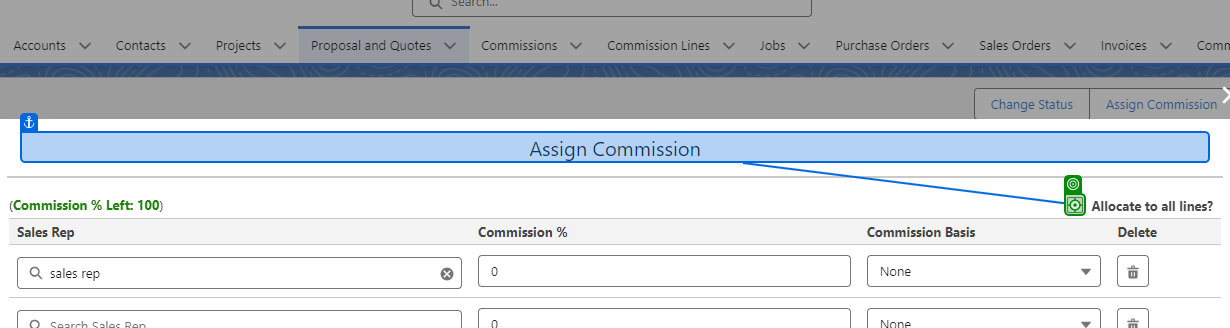 Search...
Accounts Contacts Projects Proposal and Quotes Commissions Commission Lines Jobs Purchase Orders Sales Orders Invoices Comm
Change Status Assign Commission
Assign Commission
(Commission % Left: 100) Allocate to all lines?
Sales Rep Commission % Commission Basis Delete
sales rep 0 None
Search Sales Rep 0 None